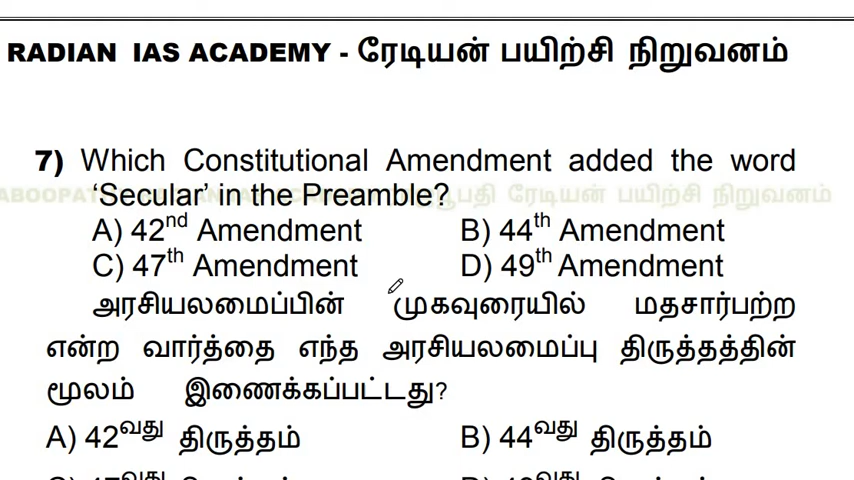 RADIAN IAS ACADEMY - ரேடியன் பயிற்சி நிறுவனம்
7) Which Constitutional Amendment added the word
‘Secular’ in the Preamble?
A) 42nd Amendment B) 44th Amendment
C) 47th Amendment D) 49th Amendment
அரசியலமைப்பின் முகவுரையில் மதசார்பற்ற
என்ற வார்த்தை எந்த அரசியலமைப்பு திருத்தத்தின்
மூலம் இணைக்கப்பட்டது?
A) 42வது திருத்தம் B) 44வது திருத்தம்